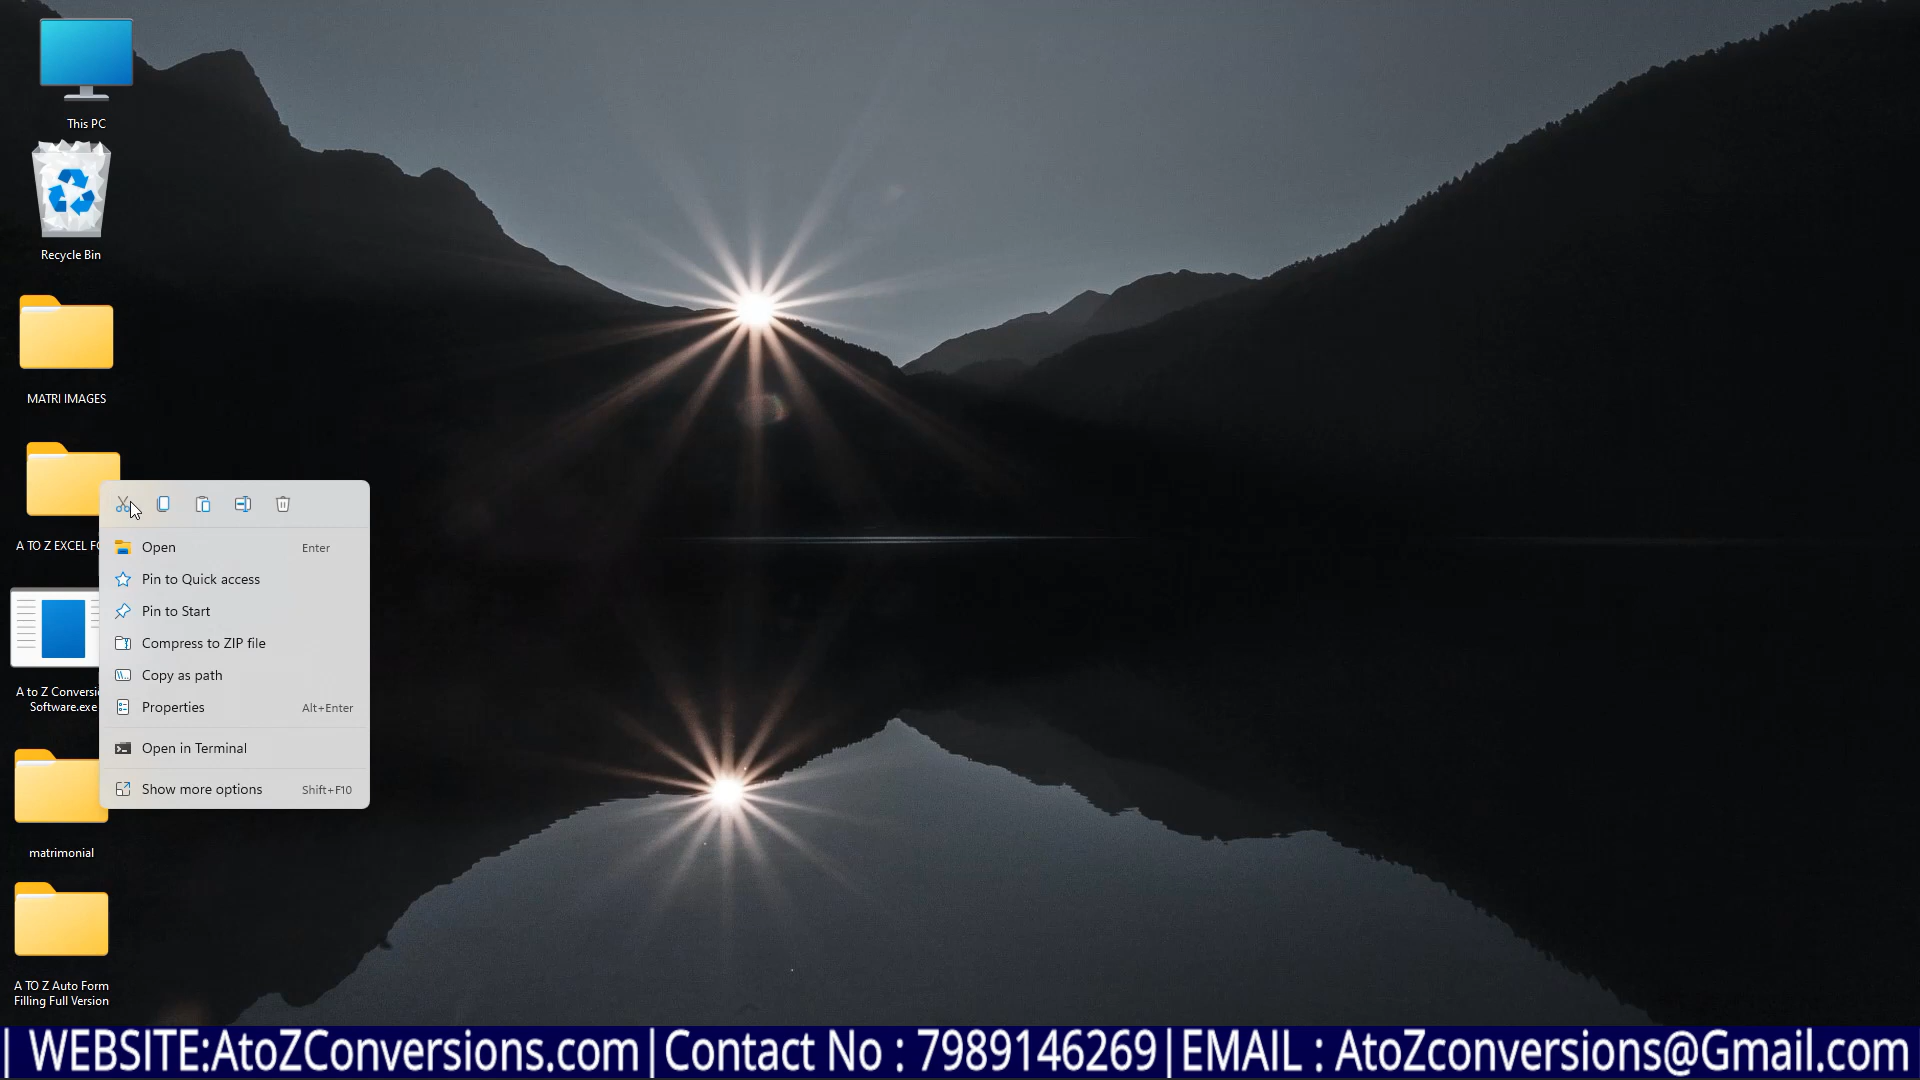 This PC
Recycle Bin
MATRI IMAGES
A TO Z EXCEL
Open Enter
Pin to Quick access
Pin to Start
Compress to ZIP file
Copy as path
Properties Alt+Enter
Open in Terminal
Show more options Shift+F10
A to Z
Software.exe
matrimonial
A TO Z Auto Form
Filling Full Version
| WEBSITE:AtoZConversions.com|Contact No : 7989146269|EMAIL : AtoZconversions@Gmail.com